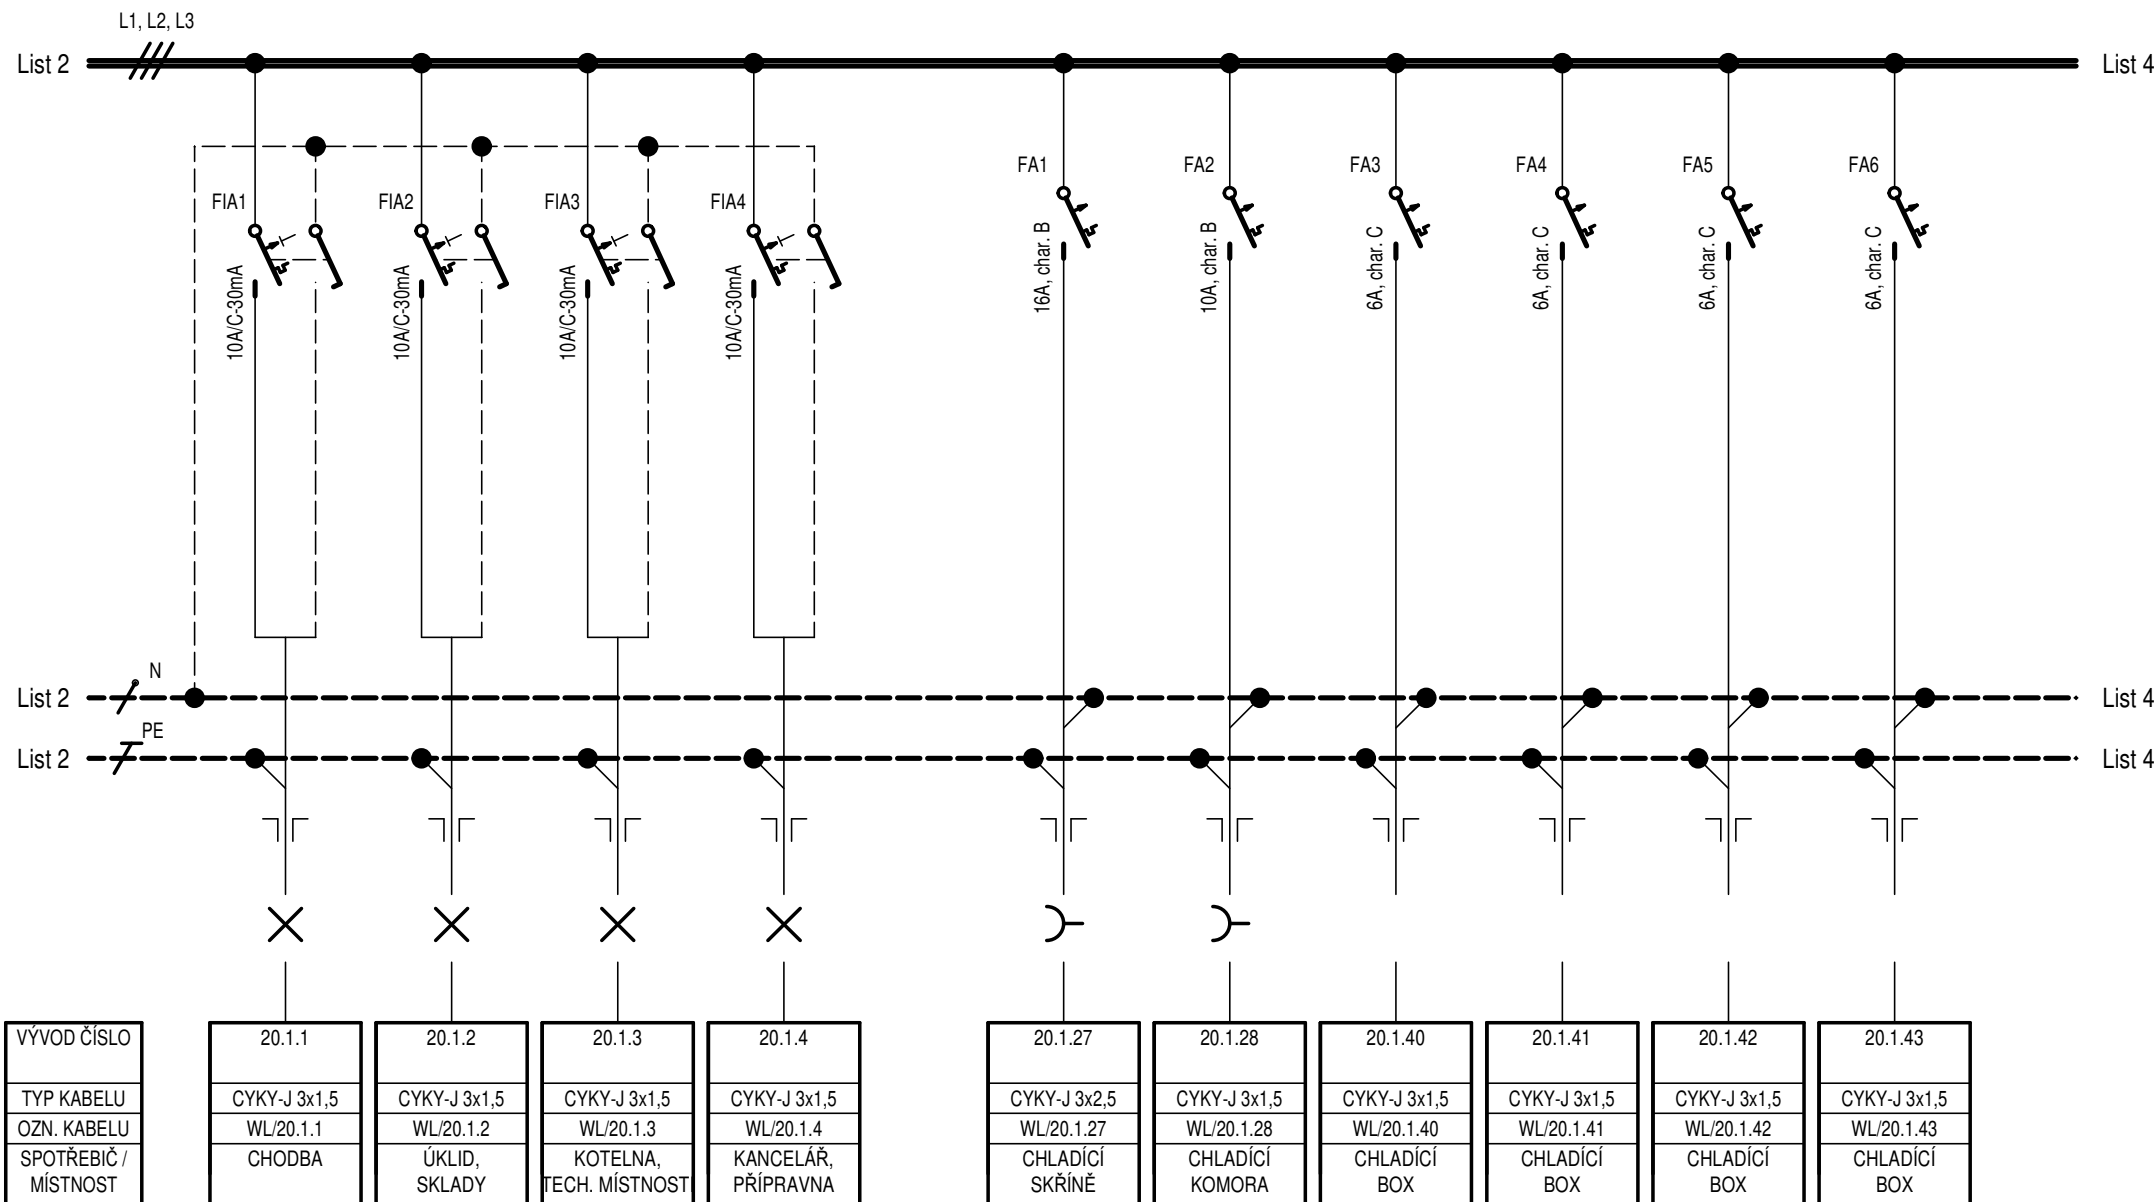 L1, L2, L3
List 2
List 4
FIA1
FIA2
FIA3
FIA4
FA1
FA2
FA3
FA4
FA5
FA6
10A/C-30mA
10A/C-30mA
10A/C-30mA
10A/C-30mA
16A, char. B
10A, char. B
6A, char. C
6A, char. C
6A, char. C
6A, char. C
N
List 2
List 4
PE
List 2
List 4
VÝVOD ČÍSLO
20.1.1
20.1.2
20.1.3
20.1.4
20.1.27
20.1.28
20.1.40
20.1.41
20.1.42
20.1.43
TYP KABELU
CYKY-J 3x1,5
CYKY-J 3x1,5
CYKY-J 3x1,5
CYKY-J 3x1,5
CYKY-J 3x2,5
CYKY-J 3x1,5
CYKY-J 3x1,5
CYKY-J 3x1,5
CYKY-J 3x1,5
CYKY-J 3x1,5
OZN. KABELU
WL/20.1.1
WL/20.1.2
WL/20.1.3
WL/20.1.4
WL/20.1.27
WL/20.1.28
WL/20.1.40
WL/20.1.41
WL/20.1.42
WL/20.1.43
SPOTŘEBIČ /
MÍSTNOST
CHODBA
ÚKLID,
SKLADY
KOTELNA,
TECH. MÍSTNOST
KANCELÁŘ,
PŘÍPRAVNA
CHLADÍCÍ
SKŘÍNĚ
CHLADÍCÍ
KOMORA
CHLADÍCÍ
BOX
CHLADÍCÍ
BOX
CHLADÍCÍ
BOX
CHLADÍCÍ
BOX